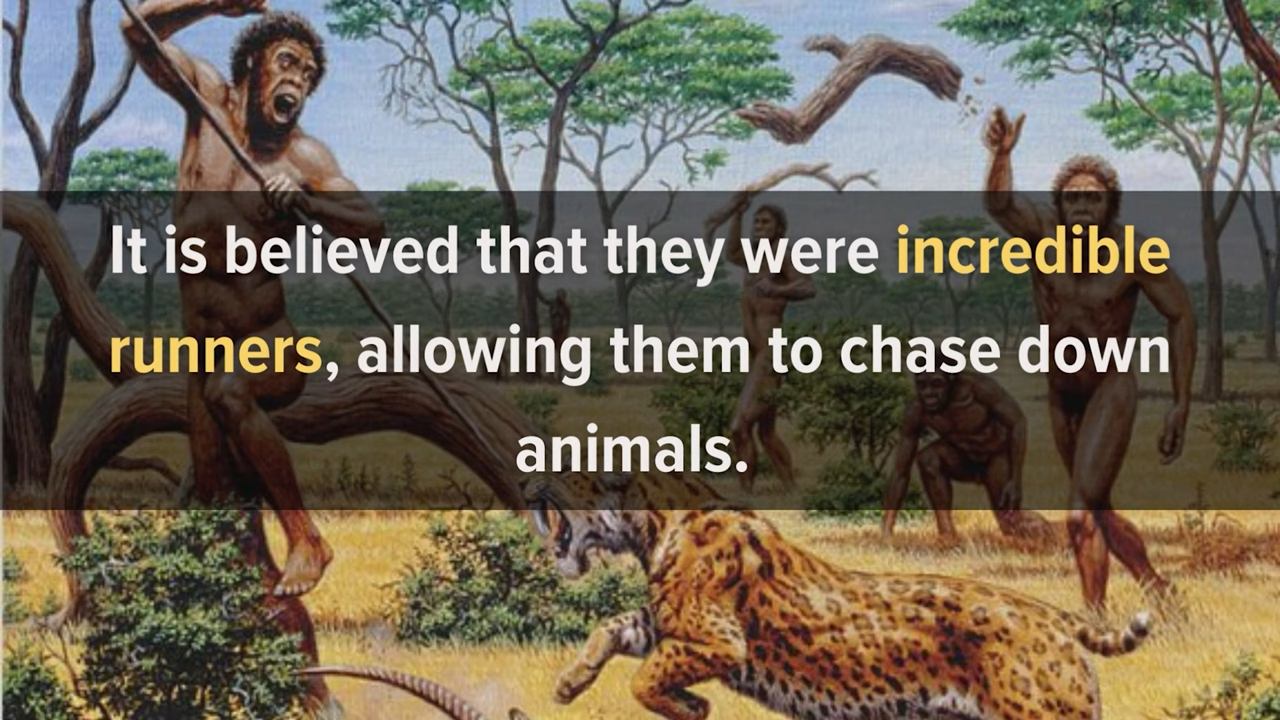 It is believed that they were incredible
runners, allowing them to chase down
animals.